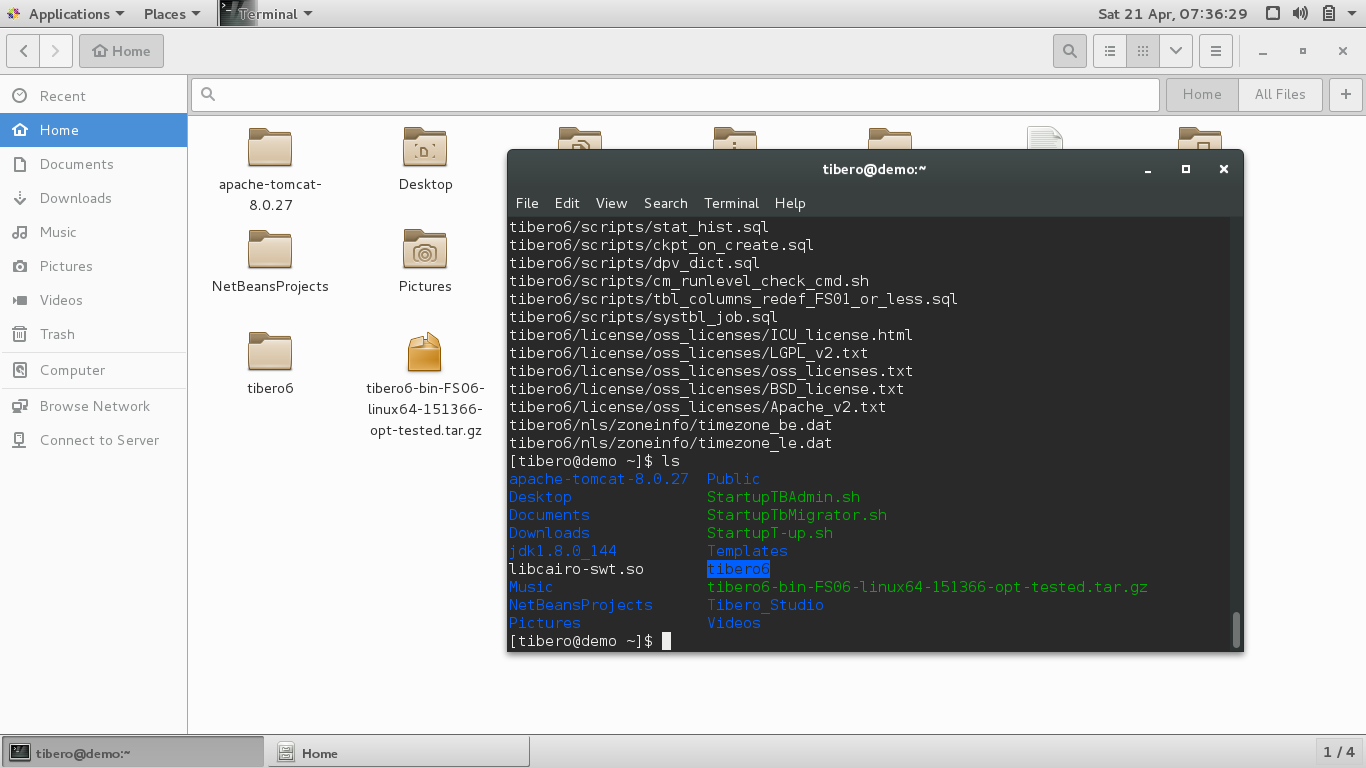 Applications Places Terminal Sat 21 Apr, 07:36:29
Home
Home All Files
Recent
Home
Documents
Downloads
Music
Pictures
Videos
Trash
Computer
Browse Network
Connect to Server
apache-tomcat-
8.0.27
Desktop
NetBeansProjects
Pictures
tibero6
tibero6-bin-FS06-
linux64-151366-
opt-tested.tar.gz
tibero@demo:~
File Edit View Search Terminal Help
tibero6/scripts/stat_hist.sql
tibero6/scripts/ckpt_on_create.sql
tibero6/scripts/dpv_dict.sql
tibero6/scripts/cm_runlevel_check_cmd.sh
tibero6/scripts/tbl_columns_redef_FS01_or_less.sql
tibero6/scripts/systbl_job.sql
tibero6/license/oss_licenses/ICU_license.html
tibero6/license/oss_licenses/LGPL_v2.txt
tibero6/license/oss_licenses/oss_licenses.txt
tibero6/license/oss_licenses/BSD_license.txt
tibero6/license/oss_licenses/Apache_v2.txt
tibero6/nls/zoneinfo/timezone_be.dat
tibero6/nls/zoneinfo/timezone_le.dat
[tibero@demo ~]$ ls
apache-tomcat-8.0.27 Public
Desktop StartupTBAdmin.sh
Documents StartupTbMigrator.sh
Downloads StartupT-up.sh
jdk1.8.0_144 Templates
libcairo-swt.so tibero6
Music tibero6-bin-FS06-linux64-151366-opt-tested.tar.gz
NetBeansProjects Tibero_Studio
Pictures Videos
[tibero@demo ~]$
tibero@demo:~ Home 1 / 4